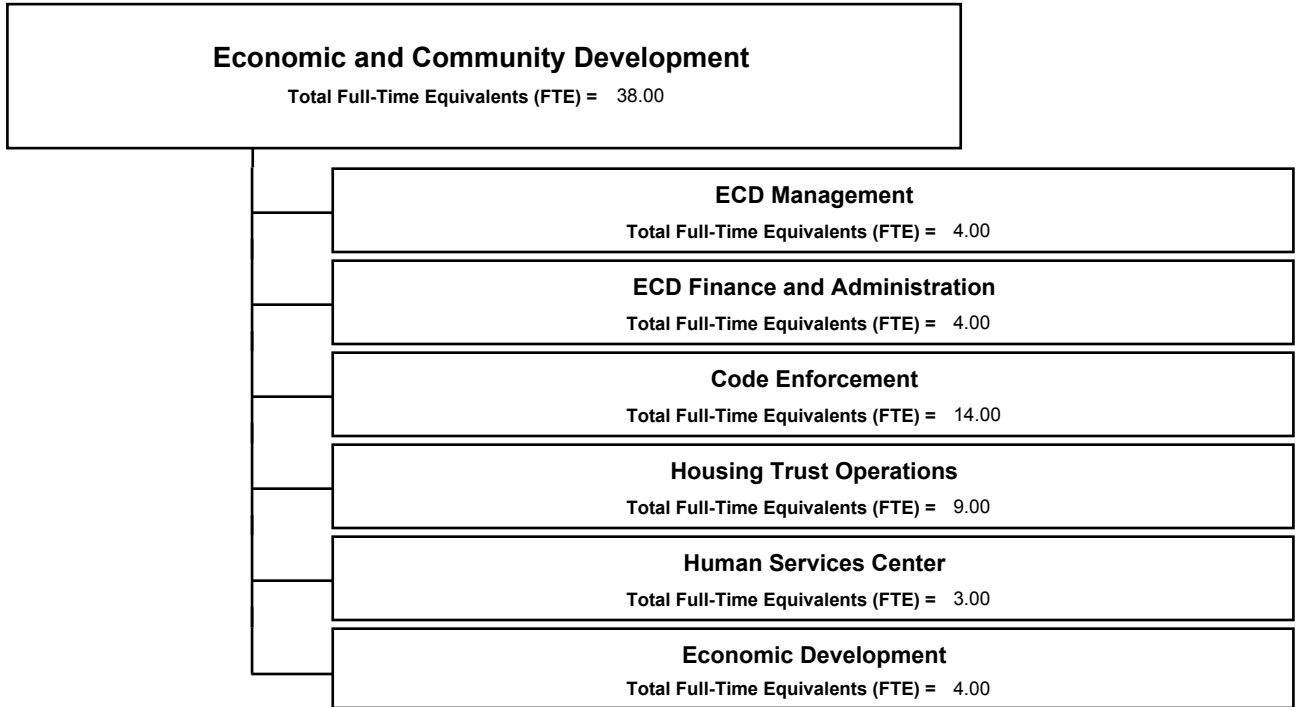 Economic and Community Development
Total Full-Time Equivalents (FTE) = 38.00
ECD Management
Total Full-Time Equivalents (FTE) = 4.00
ECD Finance and Administration
Total Full-Time Equivalents (FTE) = 4.00
Code Enforcement
Total Full-Time Equivalents (FTE) = 14.00
Housing Trust Operations
Total Full-Time Equivalents (FTE) = 9.00
Human Services Center
Total Full-Time Equivalents (FTE) = 3.00
Economic Development
Total Full-Time Equivalents (FTE) = 4.00